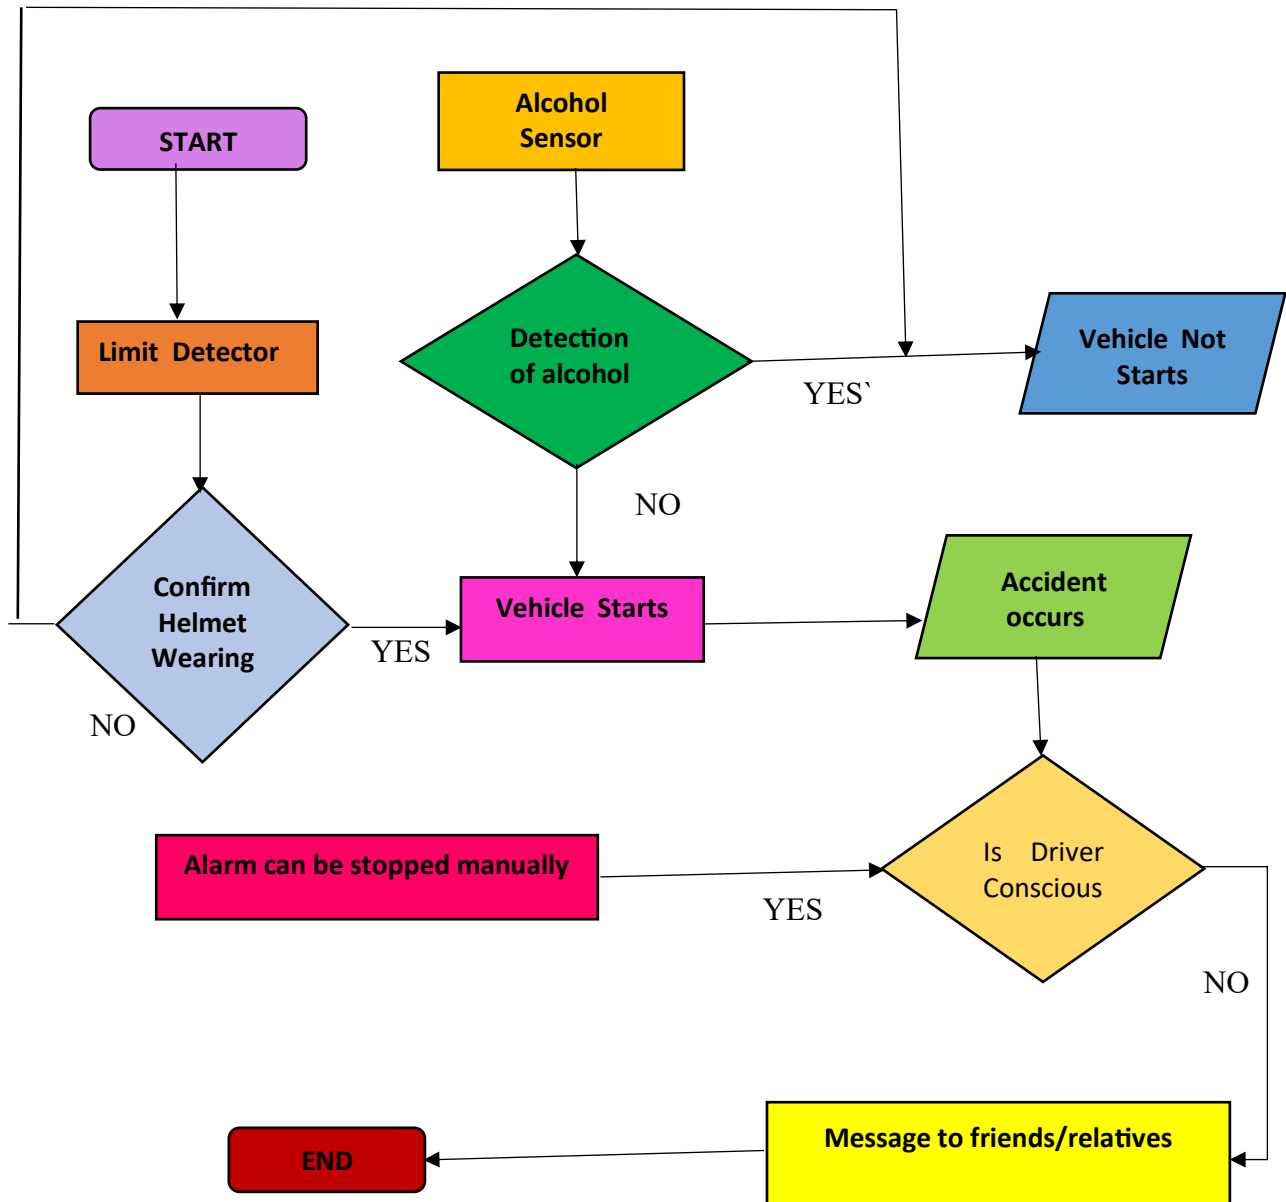 START
Alcohol
Sensor
Limit  Detector
Detection
of alcohol
YES`
Vehicle  Not
Starts
NO
Confirm
Helmet
Wearing
YES
NO
Vehicle  Starts
Accident
occurs
Alarm can be stopped manually
YES
Is    Driver
Conscious
NO
Message to friends/relatives
END